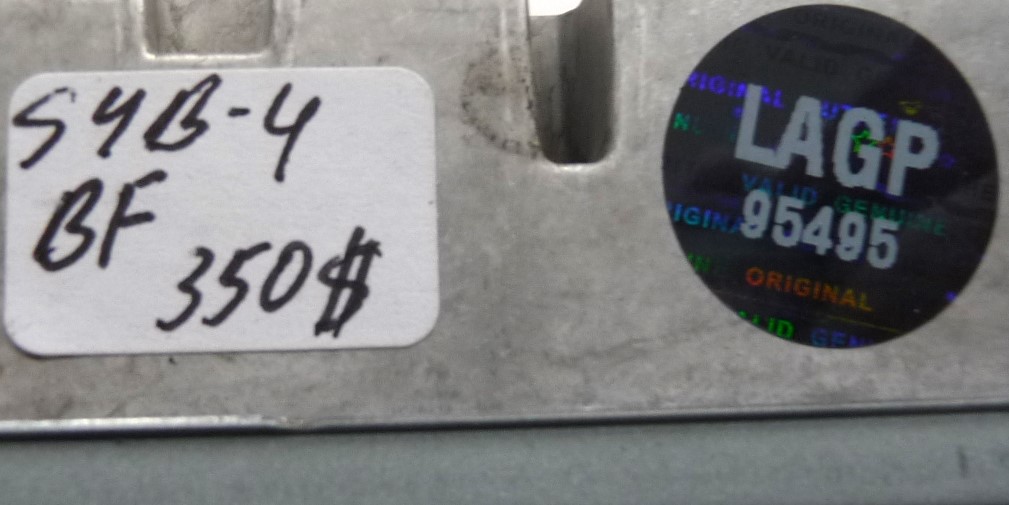 S4B-4
BF
350$
ORIGINAL
VALID
LAGP
VALID GENUINE
95495
ORIGINAL